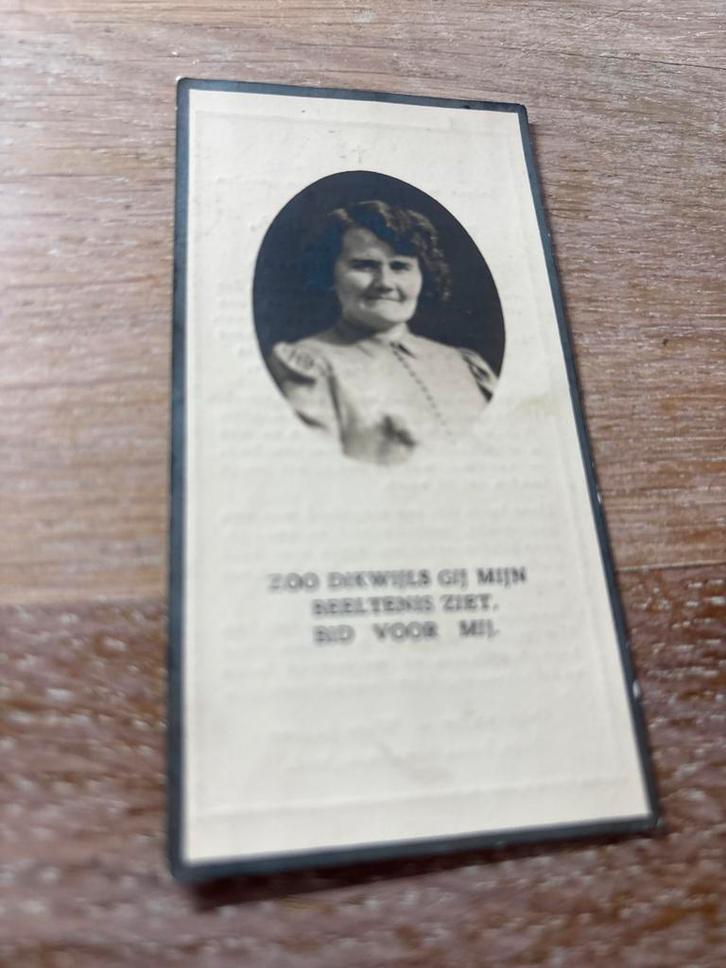 ZOO DIKWIJLS GIJ MIJN
BEELTENIS ZIET,
BID VOOR MIJ.